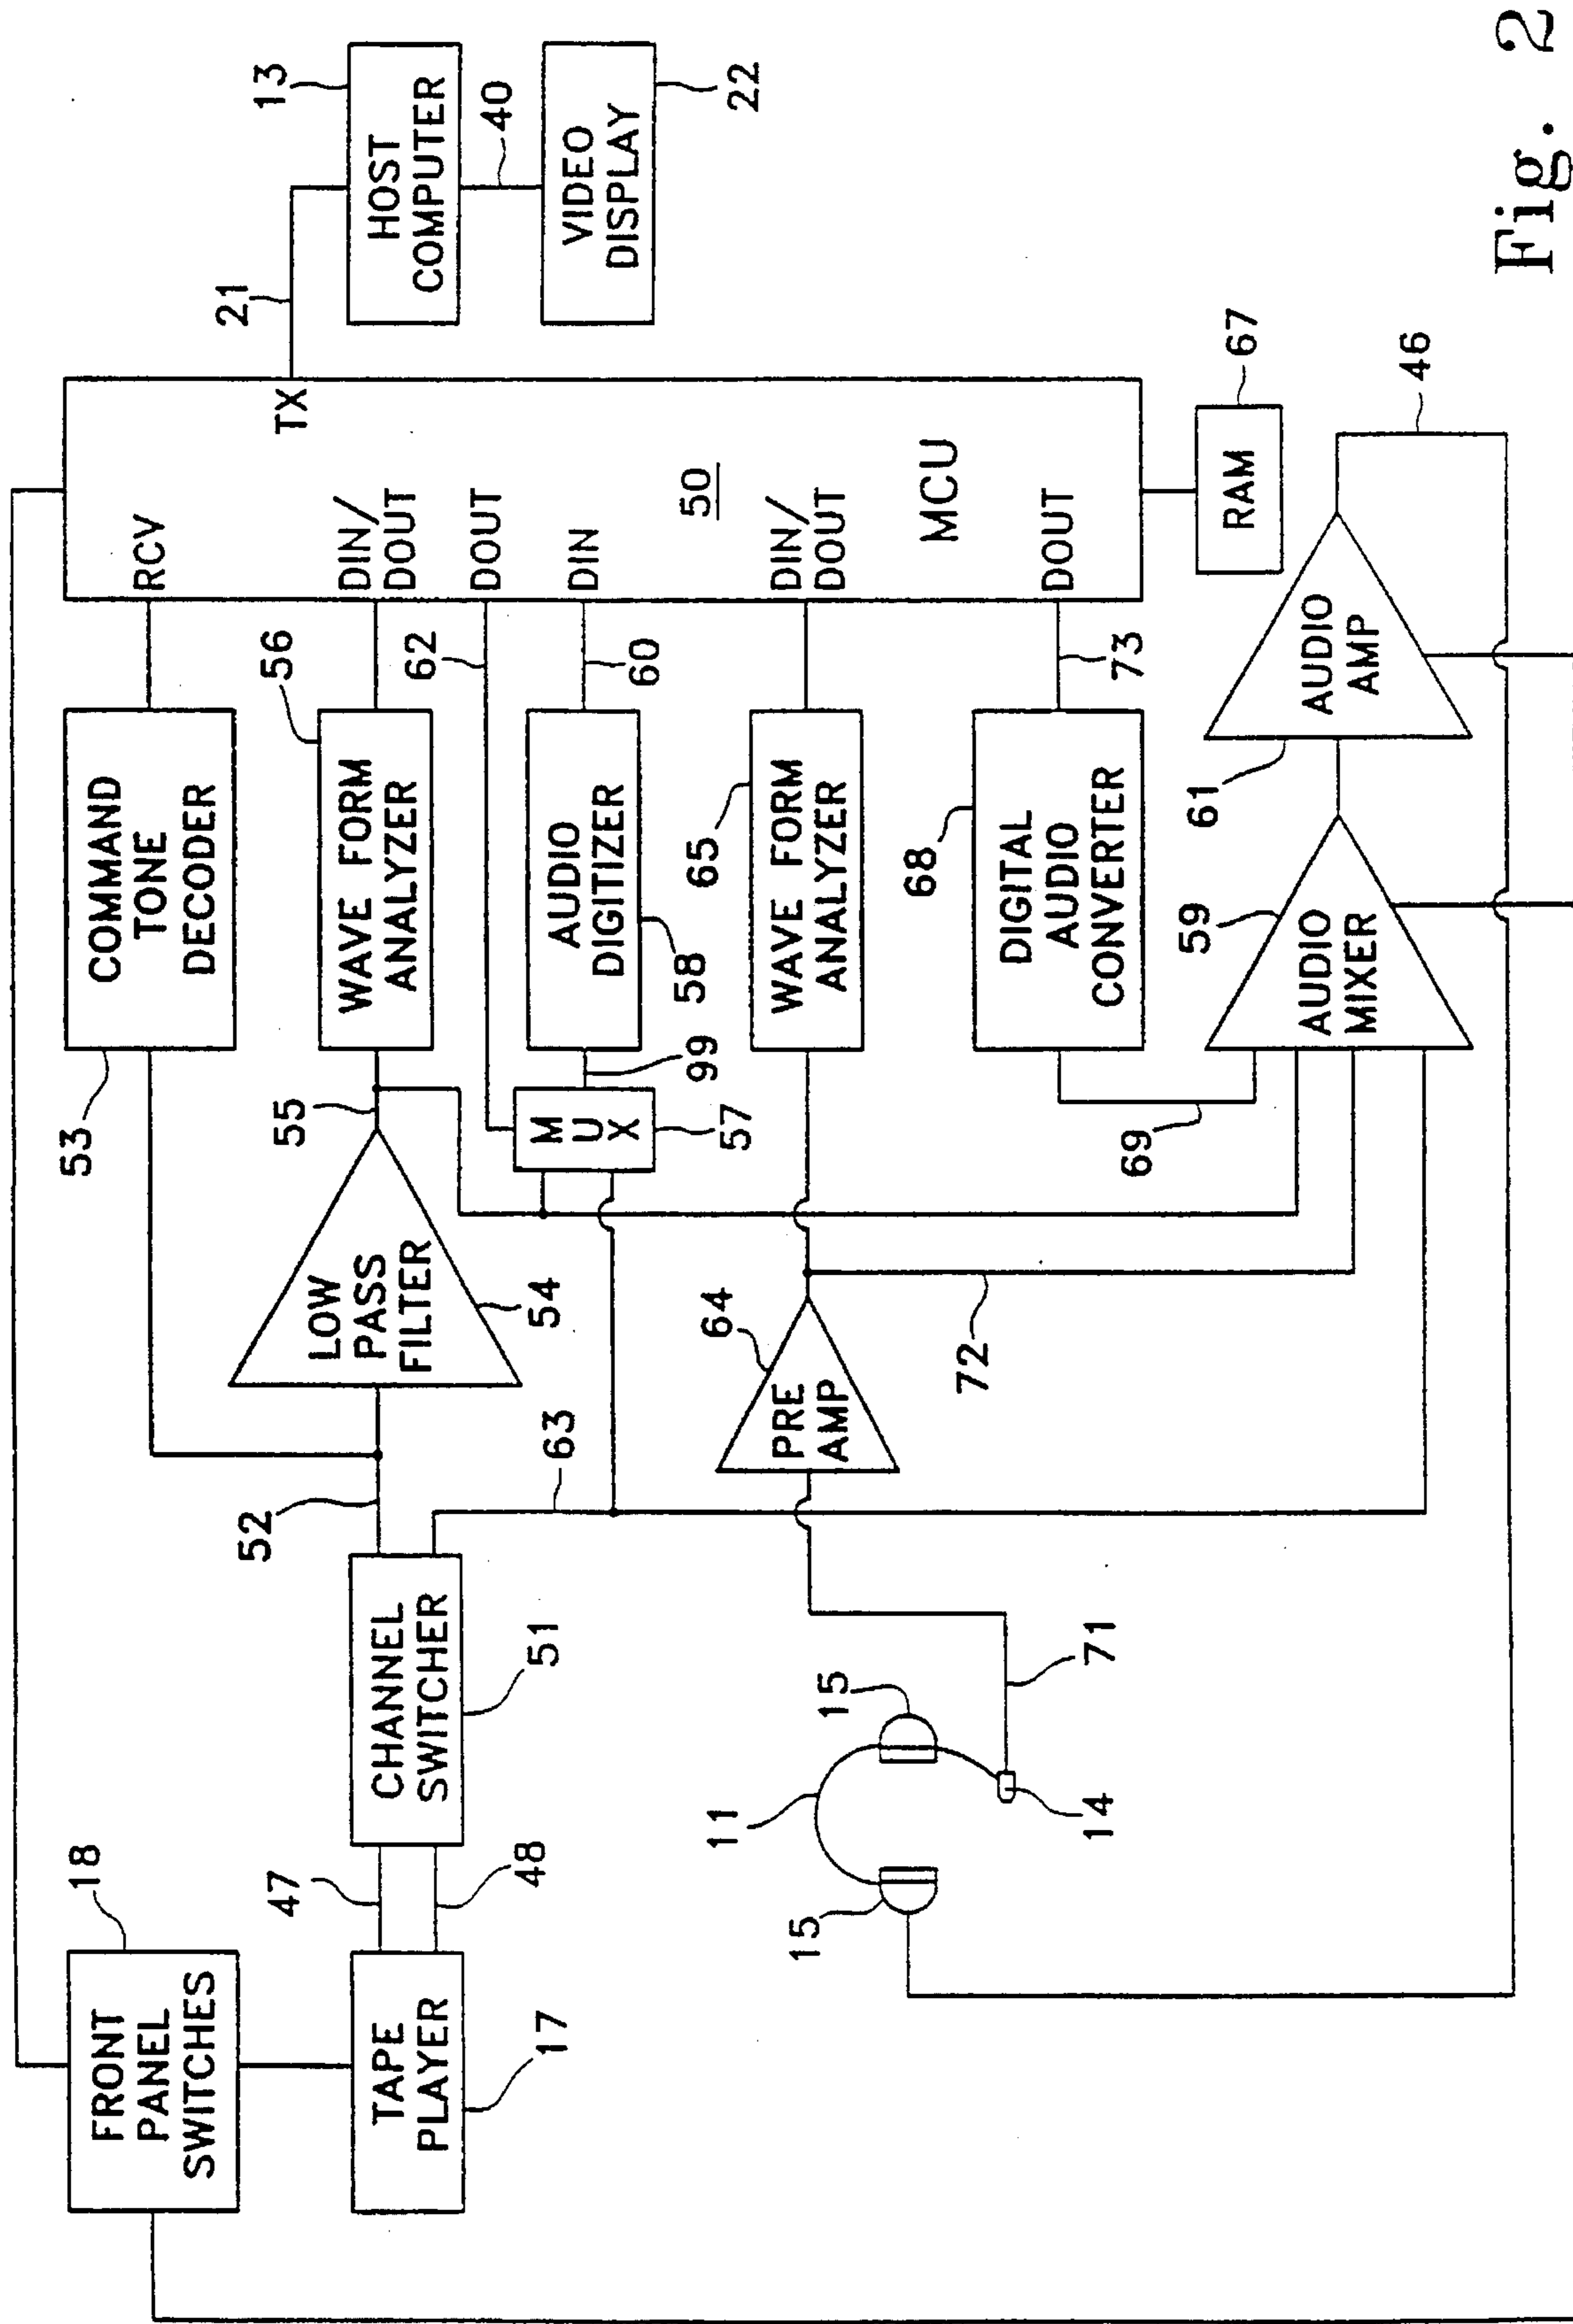 18
FRONT
PANEL
SWITCHES
TAPE
PLAYER
17
47
48
CHANNEL
SWITCHER
51
52
63
53
COMMAND
TONE
DECODER
LOW
PASS
FILTER
54
55
56
WAVE FORM
ANALYZER
62
M
U
X
57
99
AUDIO
DIGITIZER
58
60
PRE
AMP
64
72
65
WAVE FORM
ANALYZER
68
DIGITAL
AUDIO
CONVERTER
73
69
11
15
15
14
71
AUDIO
MIXER
59
61
AUDIO
AMP
46
RCV
TX
DIN/
DOUT
DOUT
DIN
50
DIN/
DOUT
MCU
DOUT
RAM
67
21
HOST
COMPUTER
13
40
VIDEO
DISPLAY
22
Fig. 2